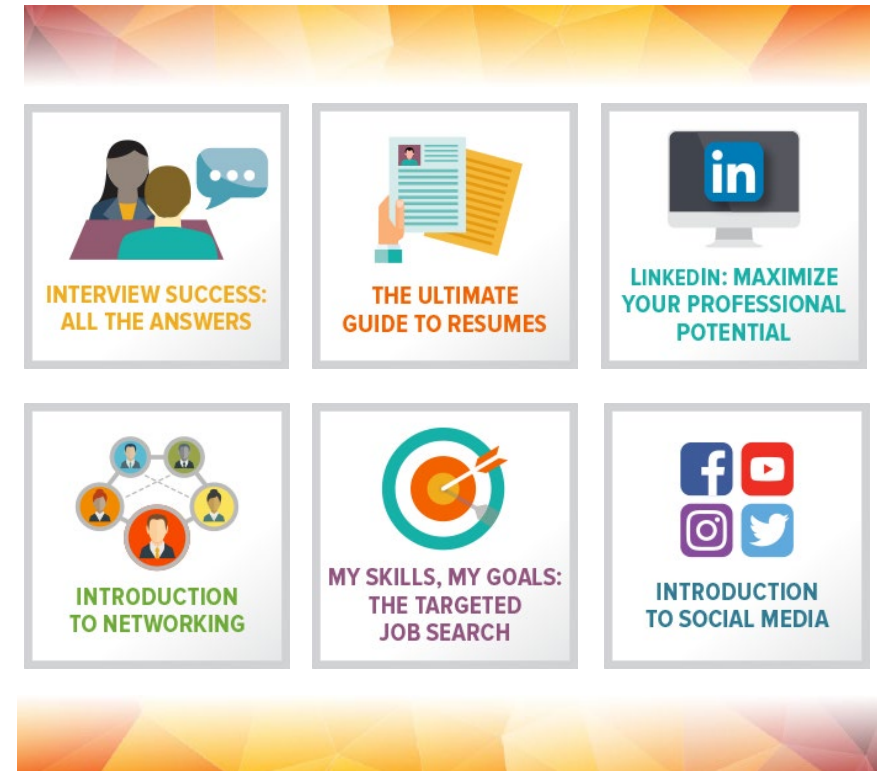 INTERVIEW SUCCESS:
ALL THE ANSWERS
THE ULTIMATE
GUIDE TO RESUMES
in
LINKEDIN: MAXIMIZE
YOUR PROFESSIONAL
POTENTIAL
INTRODUCTION
TO NETWORKING
MY SKILLS, MY GOALS:
THE TARGETED
JOB SEARCH
f
INTRODUCTION
TO SOCIAL MEDIA